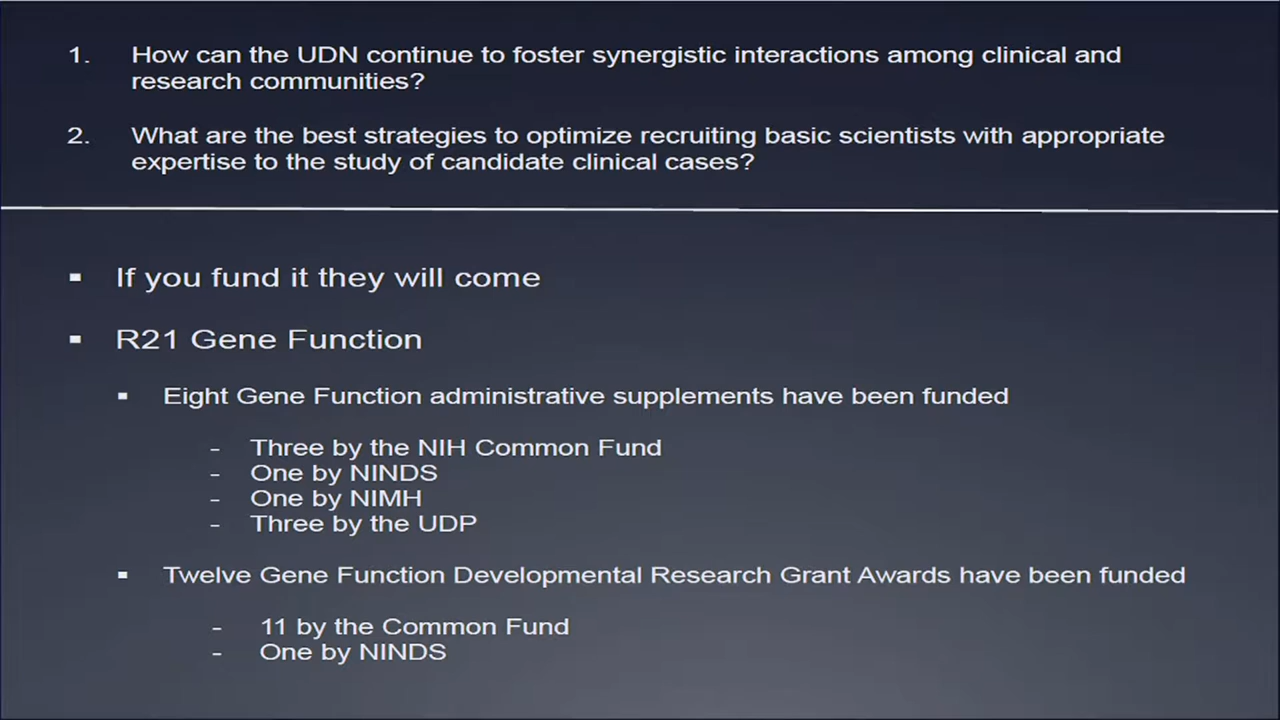 1. How can the UDN continue to foster synergistic interactions among clinical and
research communities?
2. What are the best strategies to optimize recruiting basic scientists with appropriate
expertise to the study of candidate clinical cases?
▪ If you fund it they will come
▪ R21 Gene Function
▪ Eight Gene Function administrative supplements have been funded
- Three by the NIH Common Fund
- One by NINDS
- One by NIMH
- Three by the UDP
▪ Twelve Gene Function Developmental Research Grant Awards have been funded
- 11 by the Common Fund
- One by NINDS